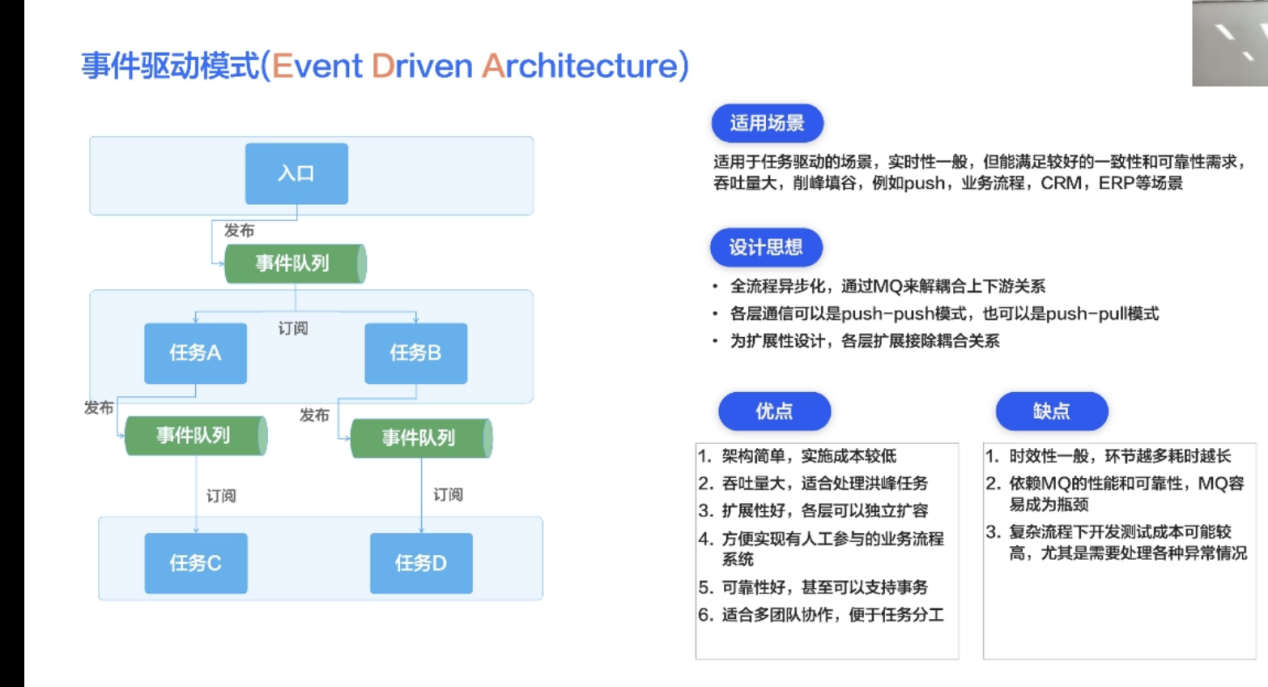 事件驱动模式(Event Driven Architecture)
入口
发布
事件队列
订阅
任务A
任务B
发布
发布
事件队列
事件队列
订阅
订阅
任务C
任务D
适用场景
适用于任务驱动的场景，实时性一般，但能满足较好的一致性和可靠性需求，
吞吐量大，削峰填谷，例如push，业务流程，CRM，ERP等场景
设计思想
• 全流程异步化，通过MQ来解耦合上下游关系
• 各层通信可以是push-push模式，也可以是push-pull模式
• 为扩展性设计，各层扩展接除耦合关系
优点
1. 架构简单，实施成本较低
2. 吞吐量大，适合处理洪峰任务
3. 扩展性好，各层可以独立扩容
4. 方便实现有人工参与的业务流程
系统
5. 可靠性好，甚至可以支持事务
6. 适合多团队协作，便于任务分工
缺点
1. 时效性一般，环节越多耗时越长
2. 依赖MQ的性能和可靠性，MQ容
易成为瓶颈
3. 复杂流程下开发测试成本可能较
高，尤其是需要处理各种异常情况